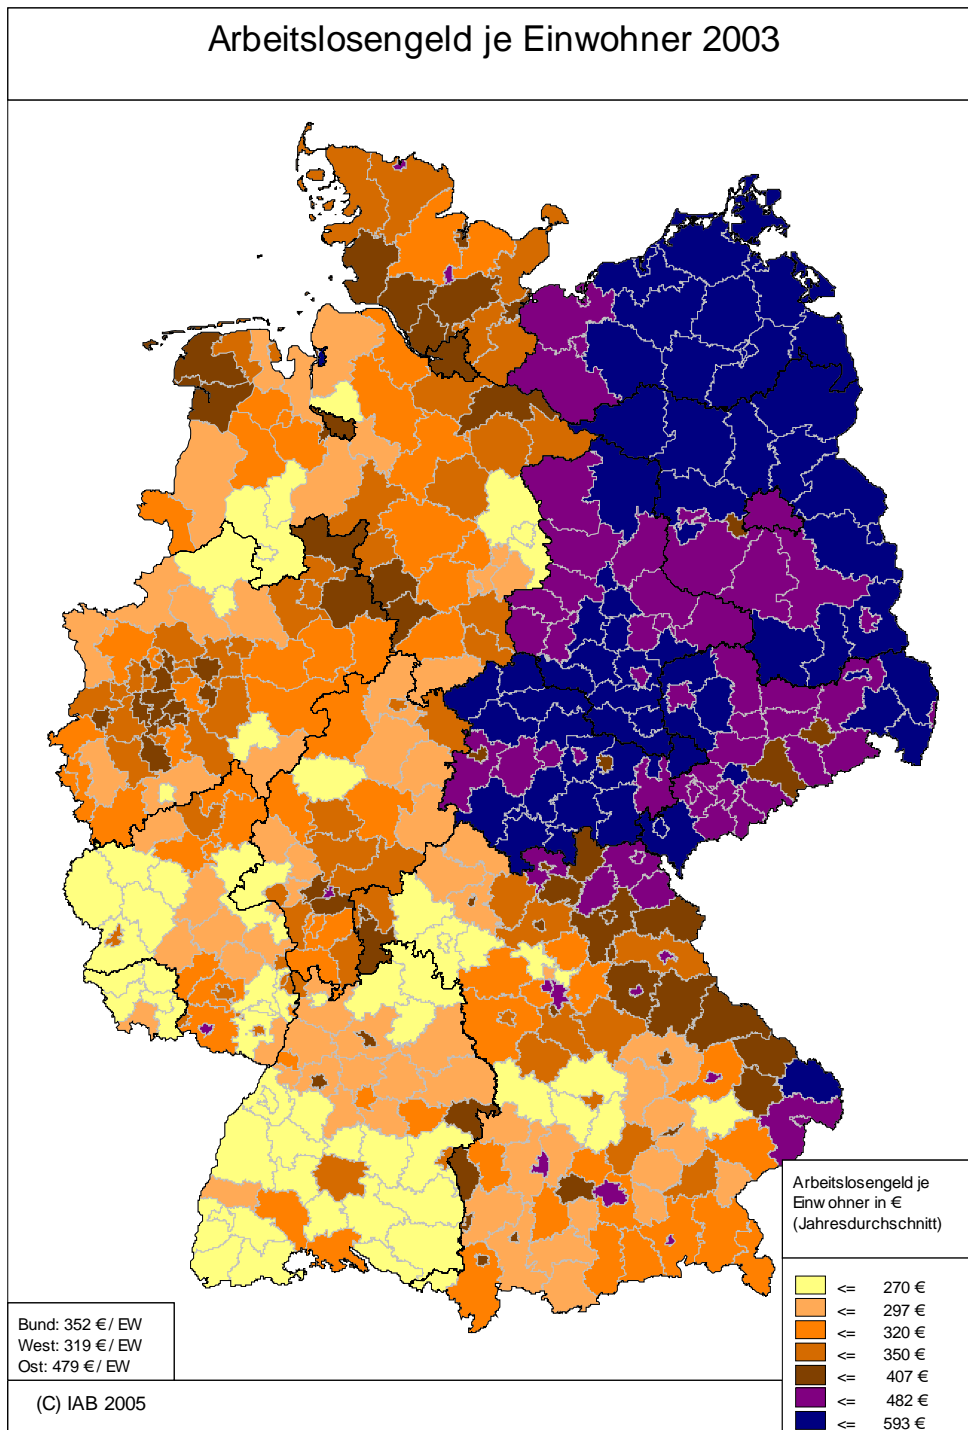 Arbeitslosengeld je Einwohner 2003
Arbeitslosengeld je
Einwohner in €
(Jahresdurchschnitt)
<= 270 €
<= 297 €
<= 320 €
<= 350 €
<= 407 €
<= 482 €
<= 593 €
Bund: 352 € / EW
West: 319 € / EW
Ost: 479 € / EW
(C) IAB 2005